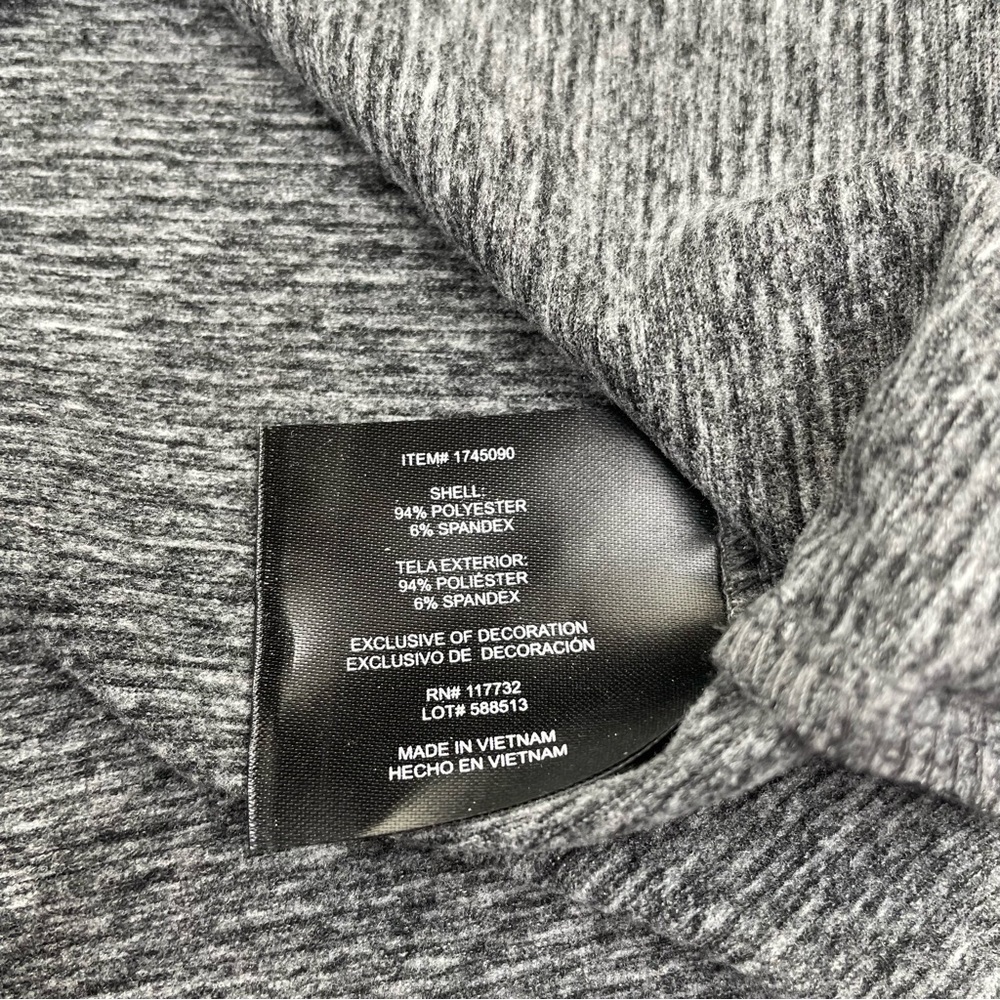 ITEM# 1745090
SHELL:
94% POLYESTER
6% SPANDEX
TELA EXTERIOR:
94% POLIÉSTER
6% SPANDEX
EXCLUSIVE OF DECORATION
EXCLUSIVO DE DECORACIÓN
RN# 117732
LOT# 588513
MADE IN VIETNAM
HECHO EN VIETNAM